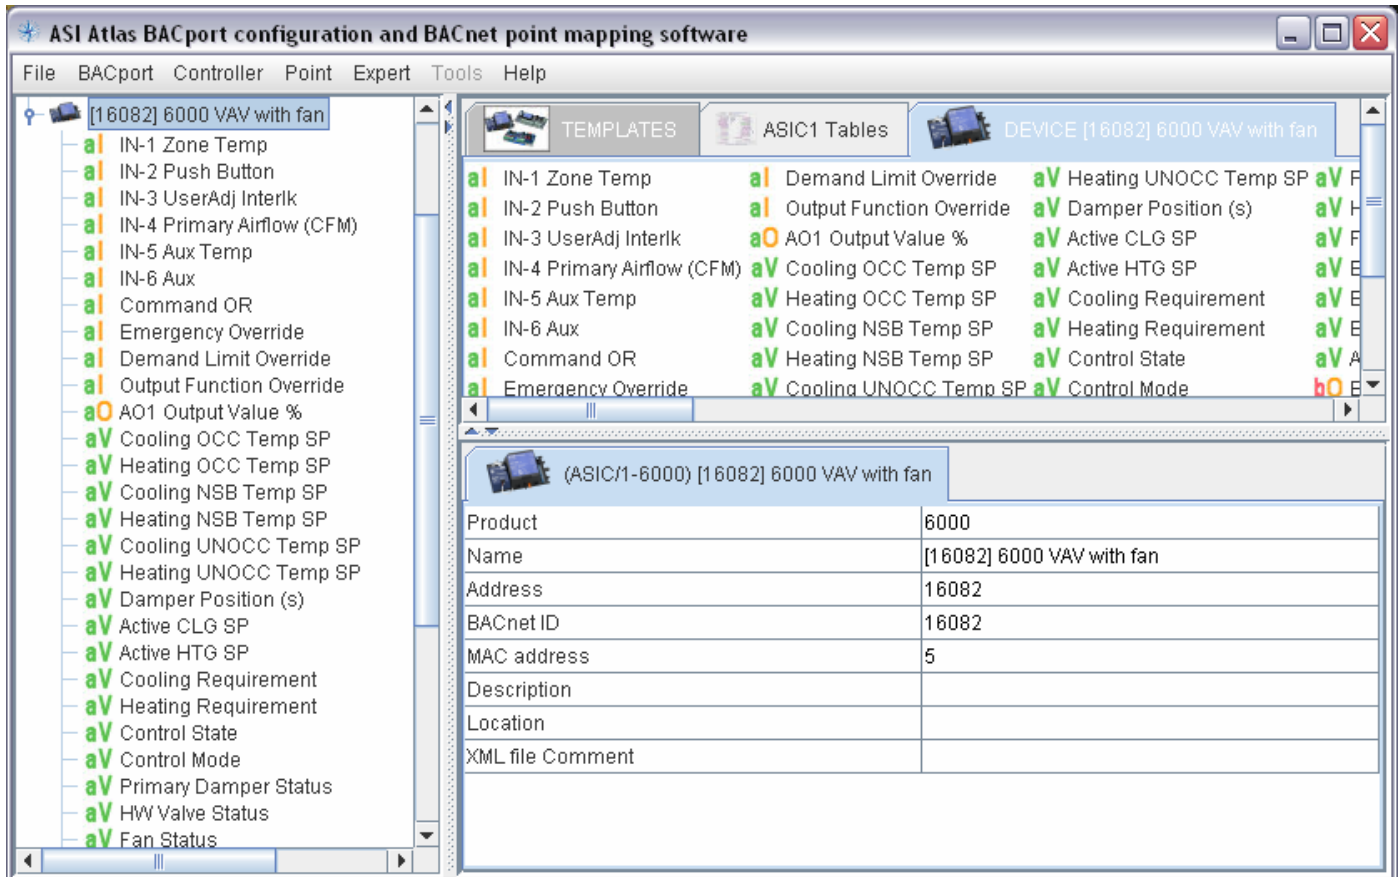 ASI Atlas BACport configuration and BACnet point mapping software
File BACport Controller Point Expert Tools Help
[16082] 6000 VAV with fan
aI IN-1 Zone Temp
aI IN-2 Push Button
aI IN-3 UserAdj Interlk
aI IN-4 Primary Airflow (CFM)
aI IN-5 Aux Temp
aI IN-6 Aux
aI Command OR
aI Emergency Override
aI Demand Limit Override
aI Output Function Override
aO AO1 Output Value %
aV Cooling OCC Temp SP
aV Heating OCC Temp SP
aV Cooling NSB Temp SP
aV Heating NSB Temp SP
aV Cooling UNOCC Temp SP
aV Heating UNOCC Temp SP
aV Damper Position (s)
aV Active CLG SP
aV Active HTG SP
aV Cooling Requirement
aV Heating Requirement
aV Control State
aV Control Mode
aV Primary Damper Status
aV HW Valve Status
aV Fan Status
TEMPLATES ASIC1 Tables DEVICE [16082] 6000 VAV with fan
aI IN-1 Zone Temp aI Demand Limit Override aV Heating UNOCC Temp SP aV F
aI IN-2 Push Button aI Output Function Override aV Damper Position (s) aV H
aI IN-3 UserAdj Interlk aO AO1 Output Value % aV Active CLG SP aV F
aI IN-4 Primary Airflow (CFM) aV Cooling OCC Temp SP aV Active HTG SP aV E
aI IN-5 Aux Temp aV Heating OCC Temp SP aV Cooling Requirement aV E
aI IN-6 Aux aV Cooling NSB Temp SP aV Heating Requirement aV E
aI Command OR aV Heating NSB Temp SP aV Control State aV A
aI Emergency Override aV Cooling UNOCC Temp SP aV Control Mode bO E
(ASIC/1-6000) [16082] 6000 VAV with fan
Product 6000
Name [16082] 6000 VAV with fan
Address 16082
BACnet ID 16082
MAC address 5
Description
Location
XML file Comment